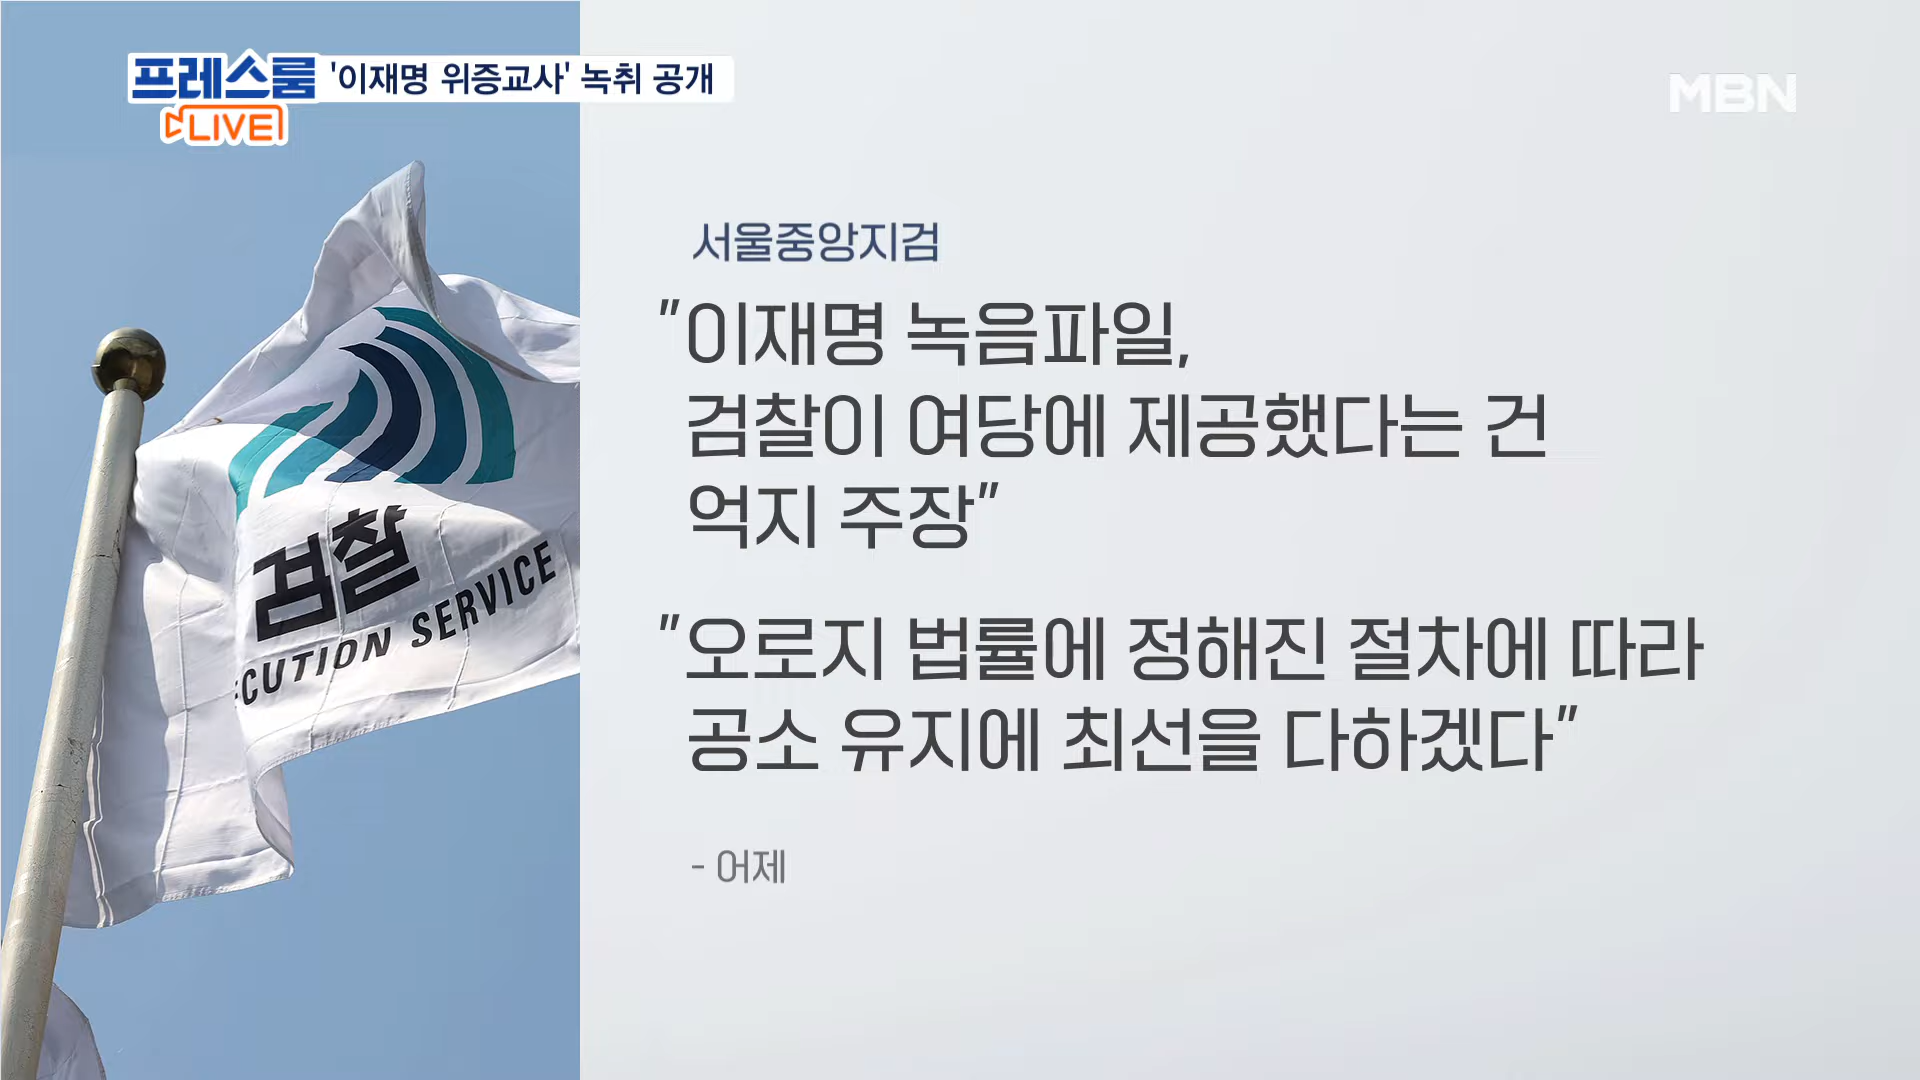 프레스룸
LIVE
'이재명 위증교사' 녹취 공개
MBN
서울중앙지검
"이재명 녹음파일,
검찰이 여당에 제공했다는 건
억지 주장"
"오로지 법률에 정해진 절차에 따라
공소 유지에 최선을 다하겠다"
- 어제
검찰
CUTION SERVICE